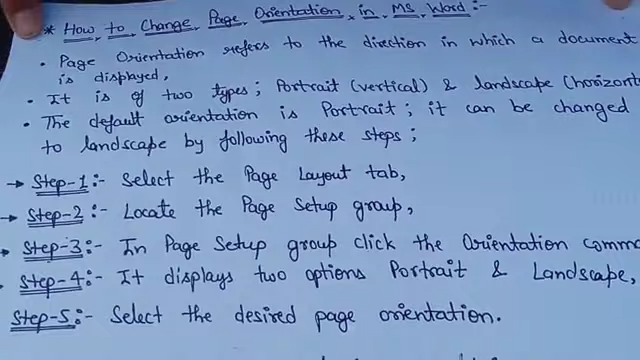 * How to Change Page Orientation in MS Word :-
• Page Orientation refers to the direction in which a document
is displayed,
• It is of two types; Portrait (vertical) & landscape (horizont
• The default orientation is Portrait; it can be changed
to landscape by following these steps;
→ Step-1:- Select the Page Layout tab,
→ Step-2:- Locate the Page Setup group,
→ Step-3:- In Page Setup group click the Orientation comma
Step-4:- It displays two options Portrait & Landscape,
Step-5:- Select the desired page orientation.